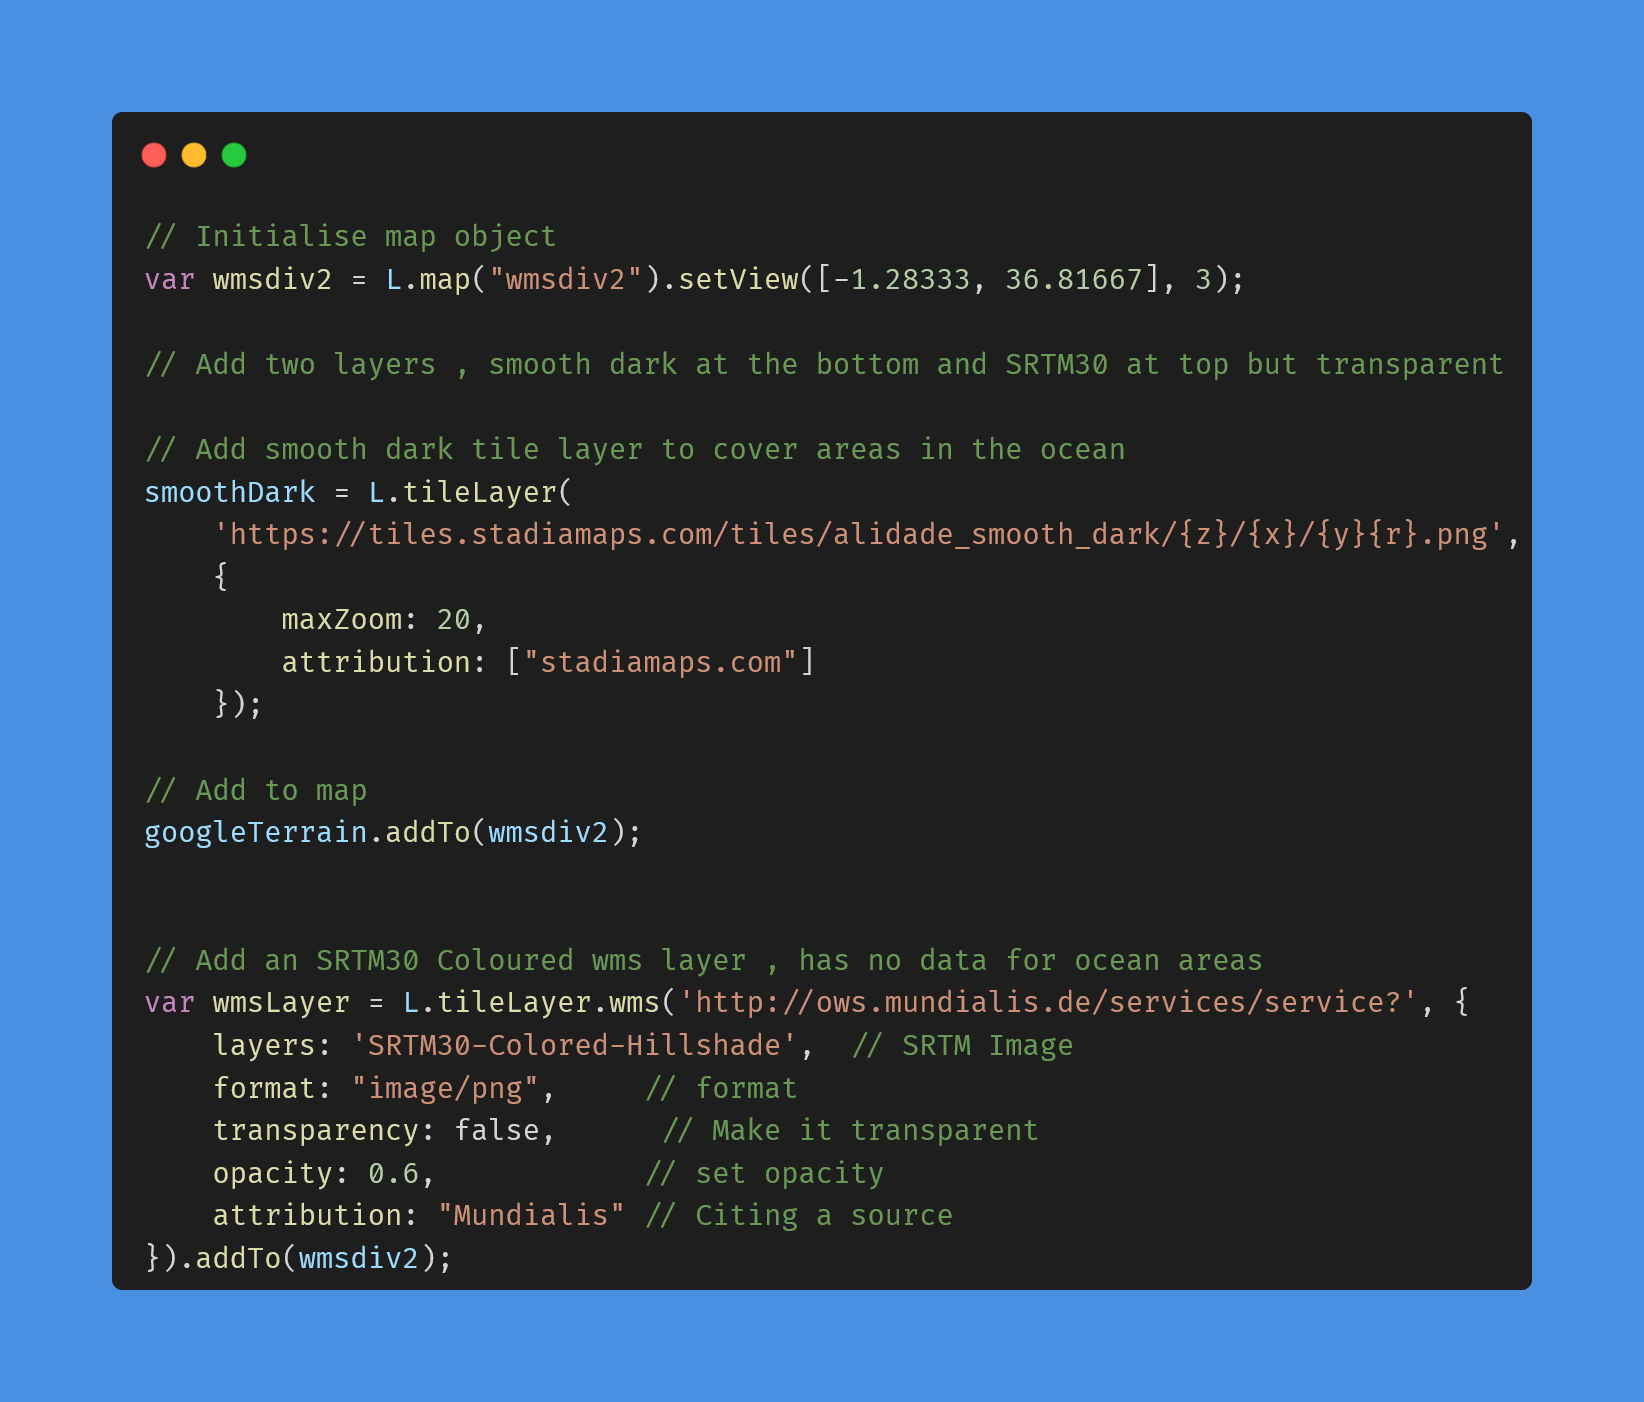 // Initialise map object
var wmsdiv2 = L.map("wmsdiv2").setView([-1.28333, 36.81667], 3);
// Add two layers , smooth dark at the bottom and SRTM30 at top but transparent
// Add smooth dark tile layer to cover areas in the ocean
smoothDark = L.tileLayer(
    'https://tiles.stadiamaps.com/tiles/alidade_smooth_dark/{z}/{x}/{y}{r}.png',
    {
        maxZoom: 20,
        attribution: ["stadiamaps.com"]
    });
// Add to map
googleTerrain.addTo(wmsdiv2);
// Add an SRTM30 Coloured wms layer , has no data for ocean areas
var wmsLayer = L.tileLayer.wms('http://ows.mundialis.de/services/service?', {
    layers: 'SRTM30-Colored-Hillshade',  // SRTM Image
    format: "image/png",     // format
    transparency: false,      // Make it transparent
    opacity: 0.6,            // set opacity
    attribution: "Mundialis" // Citing a source
}).addTo(wmsdiv2);